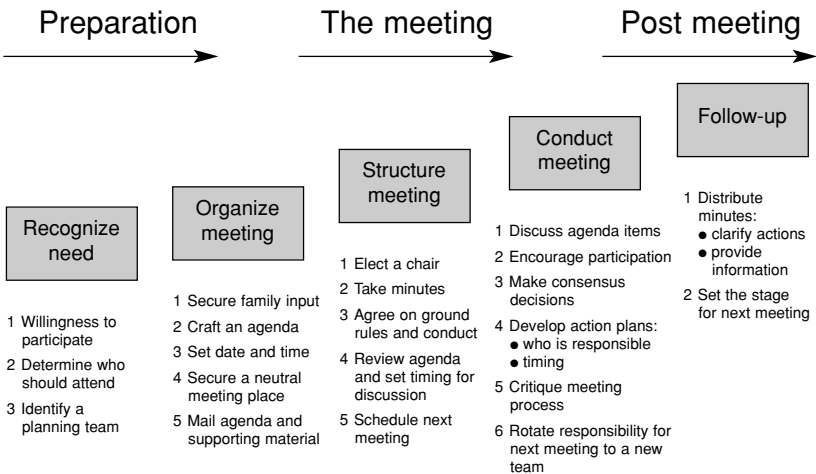 Preparation
The meeting
Post meeting
Recognize
need
1 Willingness to
participate
2 Determine who
should attend
3 Identify a
planning team
Organize
meeting
1 Secure family input
2 Craft an agenda
3 Set date and time
4 Secure a neutral
meeting place
5 Mail agenda and
supporting material
Structure
meeting
1 Elect a chair
2 Take minutes
3 Agree on ground
rules and conduct
4 Review agenda
and set timing for
discussion
5 Schedule next
meeting
Conduct
meeting
1 Discuss agenda items
2 Encourage participation
3 Make consensus
decisions
4 Develop action plans:
● who is responsible
● timing
5 Critique meeting
process
6 Rotate responsibility for
next meeting to a new
team
Follow-up
1 Distribute
minutes:
● clarify actions
● provide
information
2 Set the stage
for next meeting